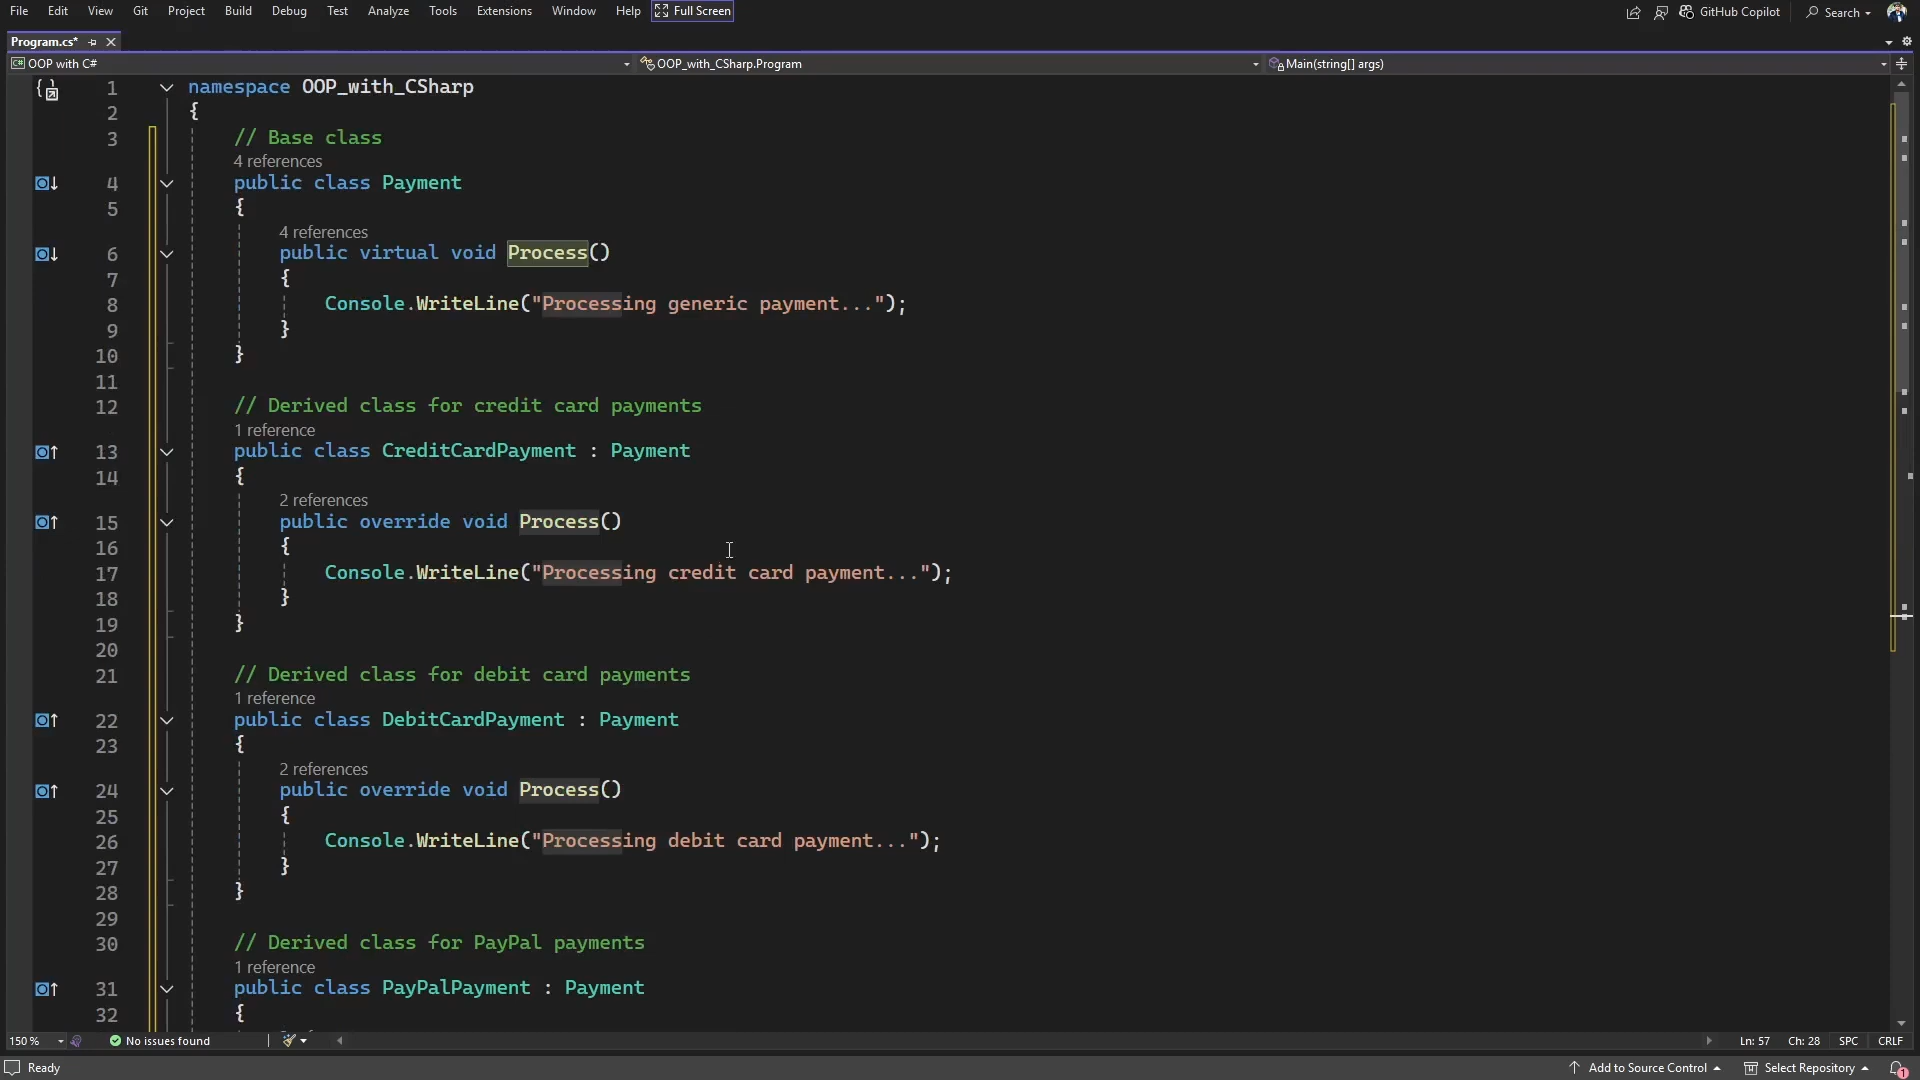 File Edit View Git Project Build Debug Test Analyze Tools Extensions Window Help Full Screen GitHub Copilot Search
Program.cs*
OOP with C# OOP_with_CSharp.Program Main(string[] args)
1 namespace OOP_with_CSharp
2 {
3 // Base class
4 references
4 public class Payment
5 {
4 references
6 public virtual void Process()
7 {
8 Console.WriteLine("Processing generic payment...");
9 }
10 }
11
12 // Derived class for credit card payments
1 reference
13 public class CreditCardPayment : Payment
14 {
2 references
15 public override void Process()
16 {
17 Console.WriteLine("Processing credit card payment...");
18 }
19 }
20
21 // Derived class for debit card payments
1 reference
22 public class DebitCardPayment : Payment
23 {
2 references
24 public override void Process()
25 {
26 Console.WriteLine("Processing debit card payment...");
27 }
28 }
29
30 // Derived class for PayPal payments
1 reference
31 public class PayPalPayment : Payment
32 {
150 % No issues found Ln: 57 Ch: 28 SPC CRLF
Ready Add to Source Control Select Repository 1